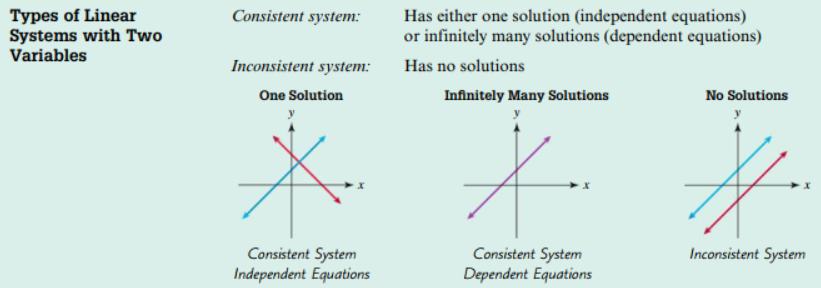 Types of Linear
Systems with Two
Variables
Consistent system:
Has either one solution (independent equations)
or infinitely many solutions (dependent equations)
Inconsistent system:
Has no solutions
One Solution
Infinitely Many Solutions
No Solutions
y
y
y
x
x
x
Consistent System
Independent Equations
Consistent System
Dependent Equations
Inconsistent System